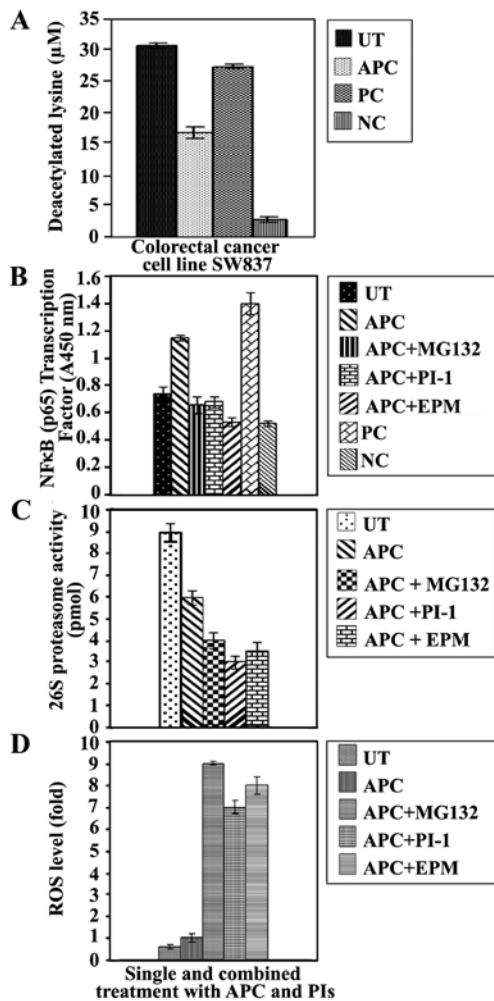 A
Deacetylated lysine (µM)
35
30
25
20
15
10
5
0
Colorectal cancer
cell line SW837
UT
APC
PC
NC
B
NFκB (p65) Transcription
Factor (A450 nm)
1.6
1.4
1.2
1
0.8
0.6
0.4
0.2
0
UT
APC
APC+MG132
APC+PI-1
APC+EPM
PC
NC
C
26S proteasome activity
(pmol)
10
9
8
7
6
5
4
3
2
1
0
UT
APC
APC + MG132
APC +PI-1
APC + EPM
D
ROS level (fold)
10
9
8
7
6
5
4
3
2
1
0
Single and combined
treatment with APC and PIs
UT
APC
APC+MG132
APC+PI-1
APC+EPM